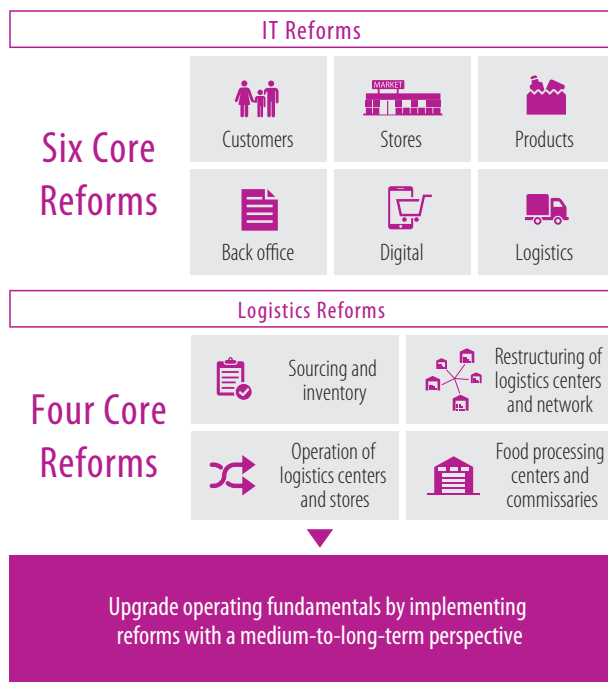 IT Reforms
Six Core
Reforms
MARKET
Customers
Stores
Products
Back office
Digital
Logistics
Logistics Reforms
Four Core
Reforms
Sourcing and
inventory
Restructuring of
logistics centers
and network
Operation of
logistics centers
and stores
Food processing
centers and
commissaries
Upgrade operating fundamentals by implementing
reforms with a medium-to-long-term perspective